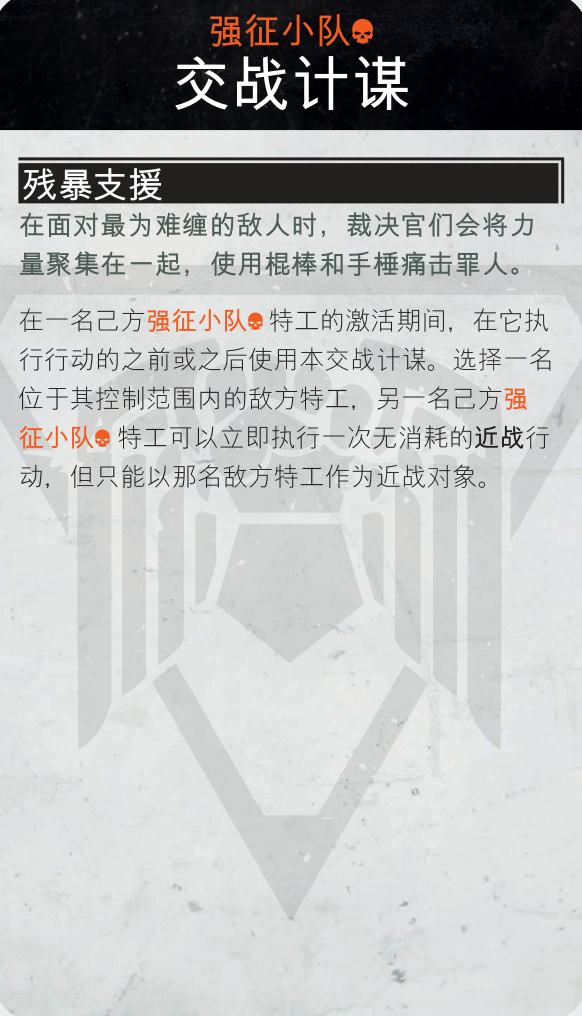 强征小队
交战计谋
残暴支援
在面对最为难缠的敌人时，裁决官们会将力
量聚集在一起，使用棍棒和手棰痛击罪人。
在一名己方强征小队特工的激活期间，在它执
行行动的之前或之后使用本交战计谋。选择一名
位于其控制范围内的敌方特工，另一名己方强
征小队特工可以立即执行一次无消耗的近战行
动，但只能以那名敌方特工作为近战对象。